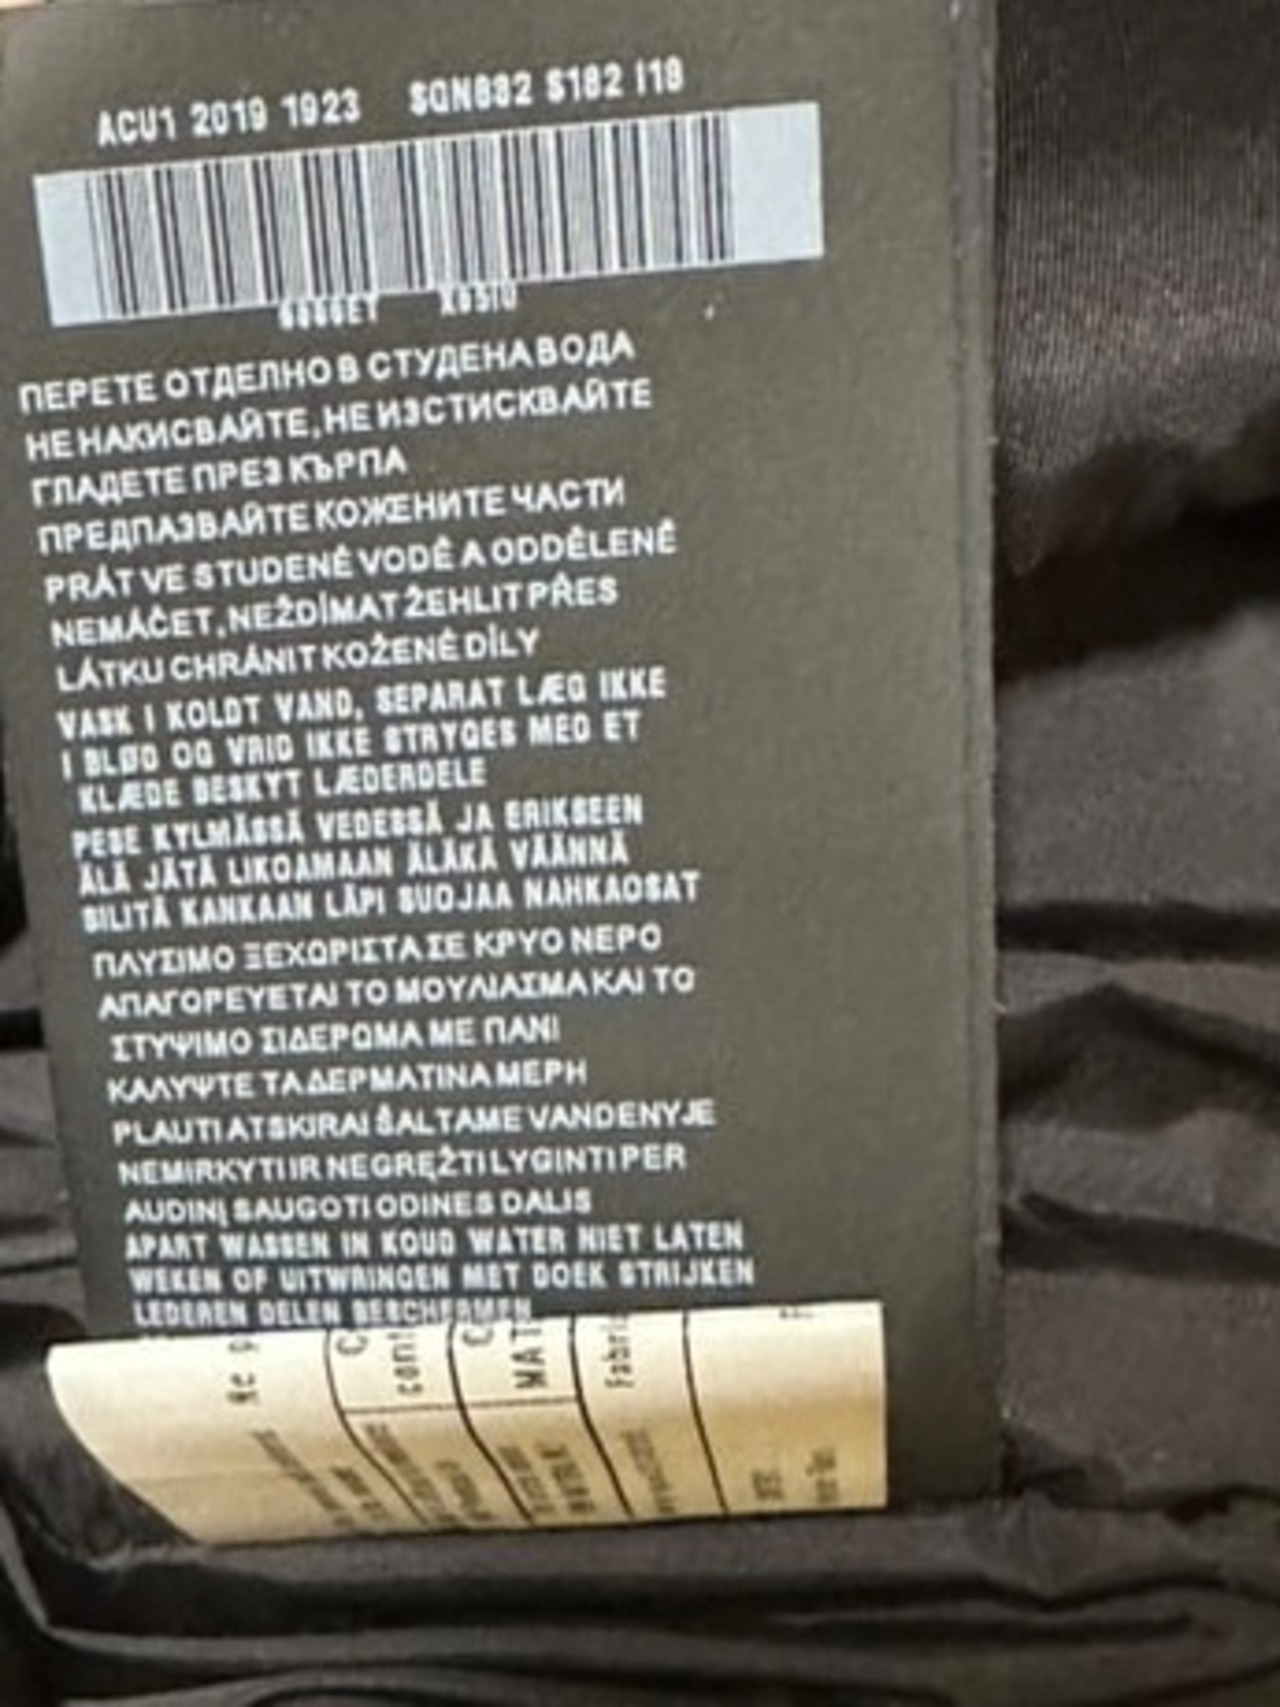 ACU1 2019 1923 SQN882 S182 I19
ПЕРЕТЕ ОТДЕЛНО В СТУДЕНА ВОДА
НЕ НАКИСВАЙТЕ, НЕ ИЗСТИСКВАЙТЕ
ГЛАДЕТЕ ПРЕЗ КЪРПА
ПРЕДПАЗВАЙТЕ КОЖЕНИТЕ ЧАСТИ
PRÁT VE STUDENÉ VODĚ A ODDĚLENĚ
NEMÁČET, NEŽDÍMAT ŽEHLIT PŘES
LÁTKU CHRÁNIT KOŽENÉ DÍLY
VASK I KOLDT VAND, SEPARAT LÆG IKKE
I BLØD OG VRID IKKE STRYGES MED ET
KLÆDE BESKYT LÆDERDELE
PESE KYLMÄSSÄ VEDESSÄ JA ERIKSEEN
ÄLÄ JÄTÄ LIKOAMAAN ÄLÄKÄ VÄÄNNÄ
SILITÄ KANKAAN LÄPI SUOJAA NAHKAOSAT
ΠΛΥΣΙΜΟ ΞΕΧΩΡΙΣΤΑ ΣΕ ΚΡΥΟ ΝΕΡΟ
ΑΠΑΓΟΡΕΥΕΤΑΙ ΤΟ ΜΟΥΛΙΑΣΜΑ ΚΑΙ ΤΟ
ΣΤΥΨΙΜΟ ΣΙΔΕΡΩΜΑ ΜΕ ΠΑΝΙ
ΚΑΛΥΨΤΕ ΤΑ ΔΕΡΜΑΤΙΝΑ ΜΕΡΗ
PLAUTI ATSKIRAI ŠALTAME VANDENYJE
NEMIRKYTI IR NEGRĘŽTI LYGINTI PER
AUDINĮ SAUGOTI ODINES DALIS
APART WASSEN IN KOUD WATER NIET LATEN
WEKEN OF UITWRINGEN MET DOEK STRIJKEN
LEDEREN DELEN BESCHERMEN
cont
MAT
Fabri